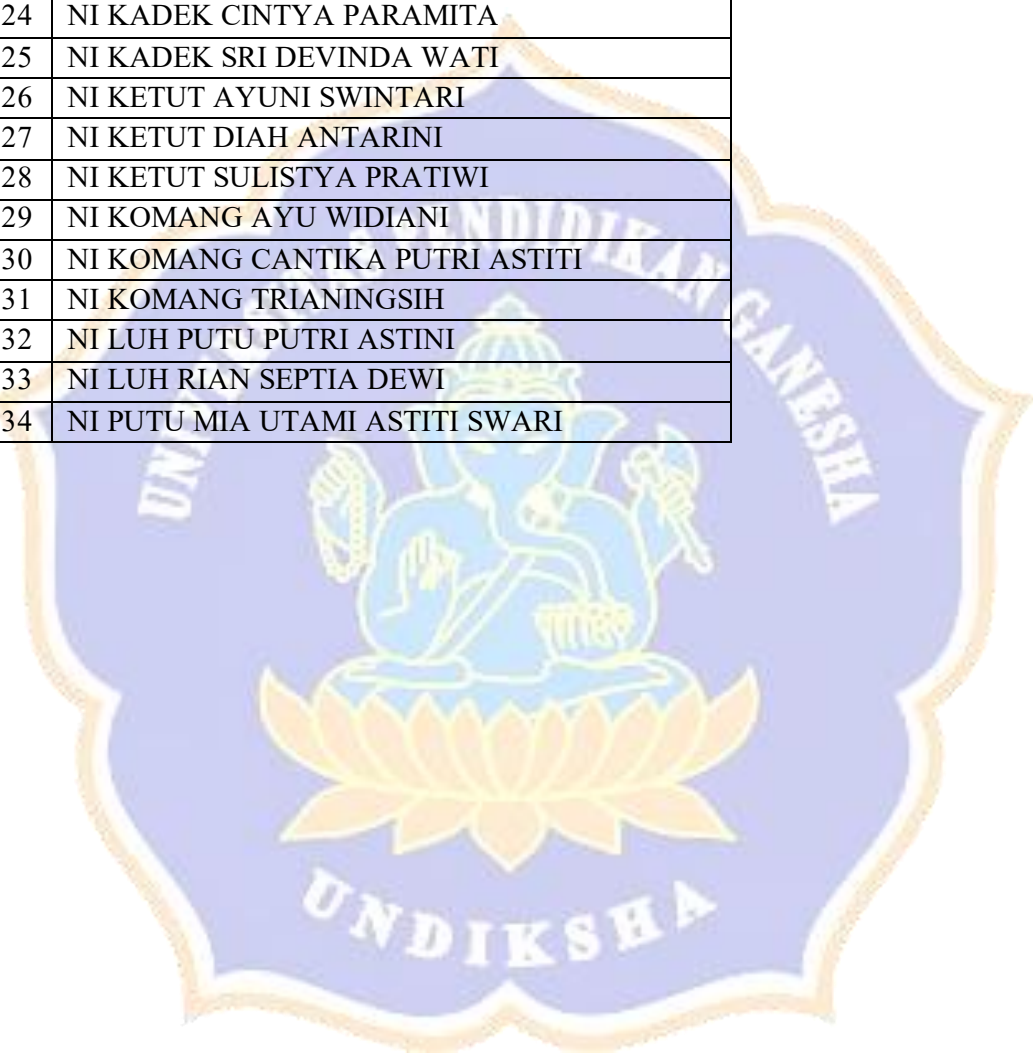 24 NI KADEK CINTYA PARAMITA
25 NI KADEK SRI DEVINDA WATI
26 NI KETUT AYUNI SWINTARI
27 NI KETUT DIAH ANTARINI
28 NI KETUT SULISTYA PRATIWI
29 NI KOMANG AYU WIDIANI
30 NI KOMANG CANTIKA PUTRI ASTITI
31 NI KOMANG TRIANINGSIH
32 NI LUH PUTU PUTRI ASTINI
33 NI LUH RIAN SEPTIA DEWI
34 NI PUTU MIA UTAMI ASTITI SWARI
UNIVERSITAS PENDIDIKAN GANESHA
UNDIKSHA